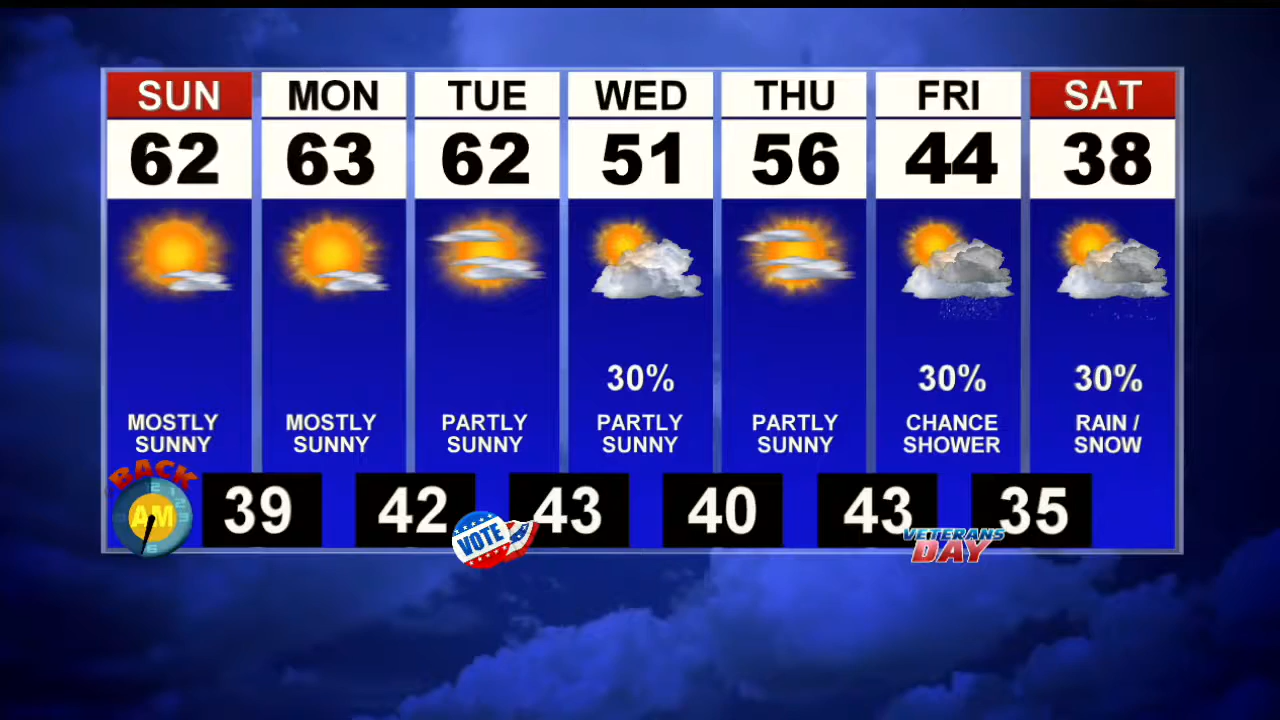 SUN MON TUE WED THU FRI SAT
62 63 62 51 56 44 38
30% 30% 30%
MOSTLY MOSTLY PARTLY PARTLY PARTLY CHANCE RAIN /
SUNNY SUNNY SUNNY SUNNY SUNNY SHOWER SNOW
BACK
AM
39 42 43 40 43 35
VOTE
VETERANS
DAY